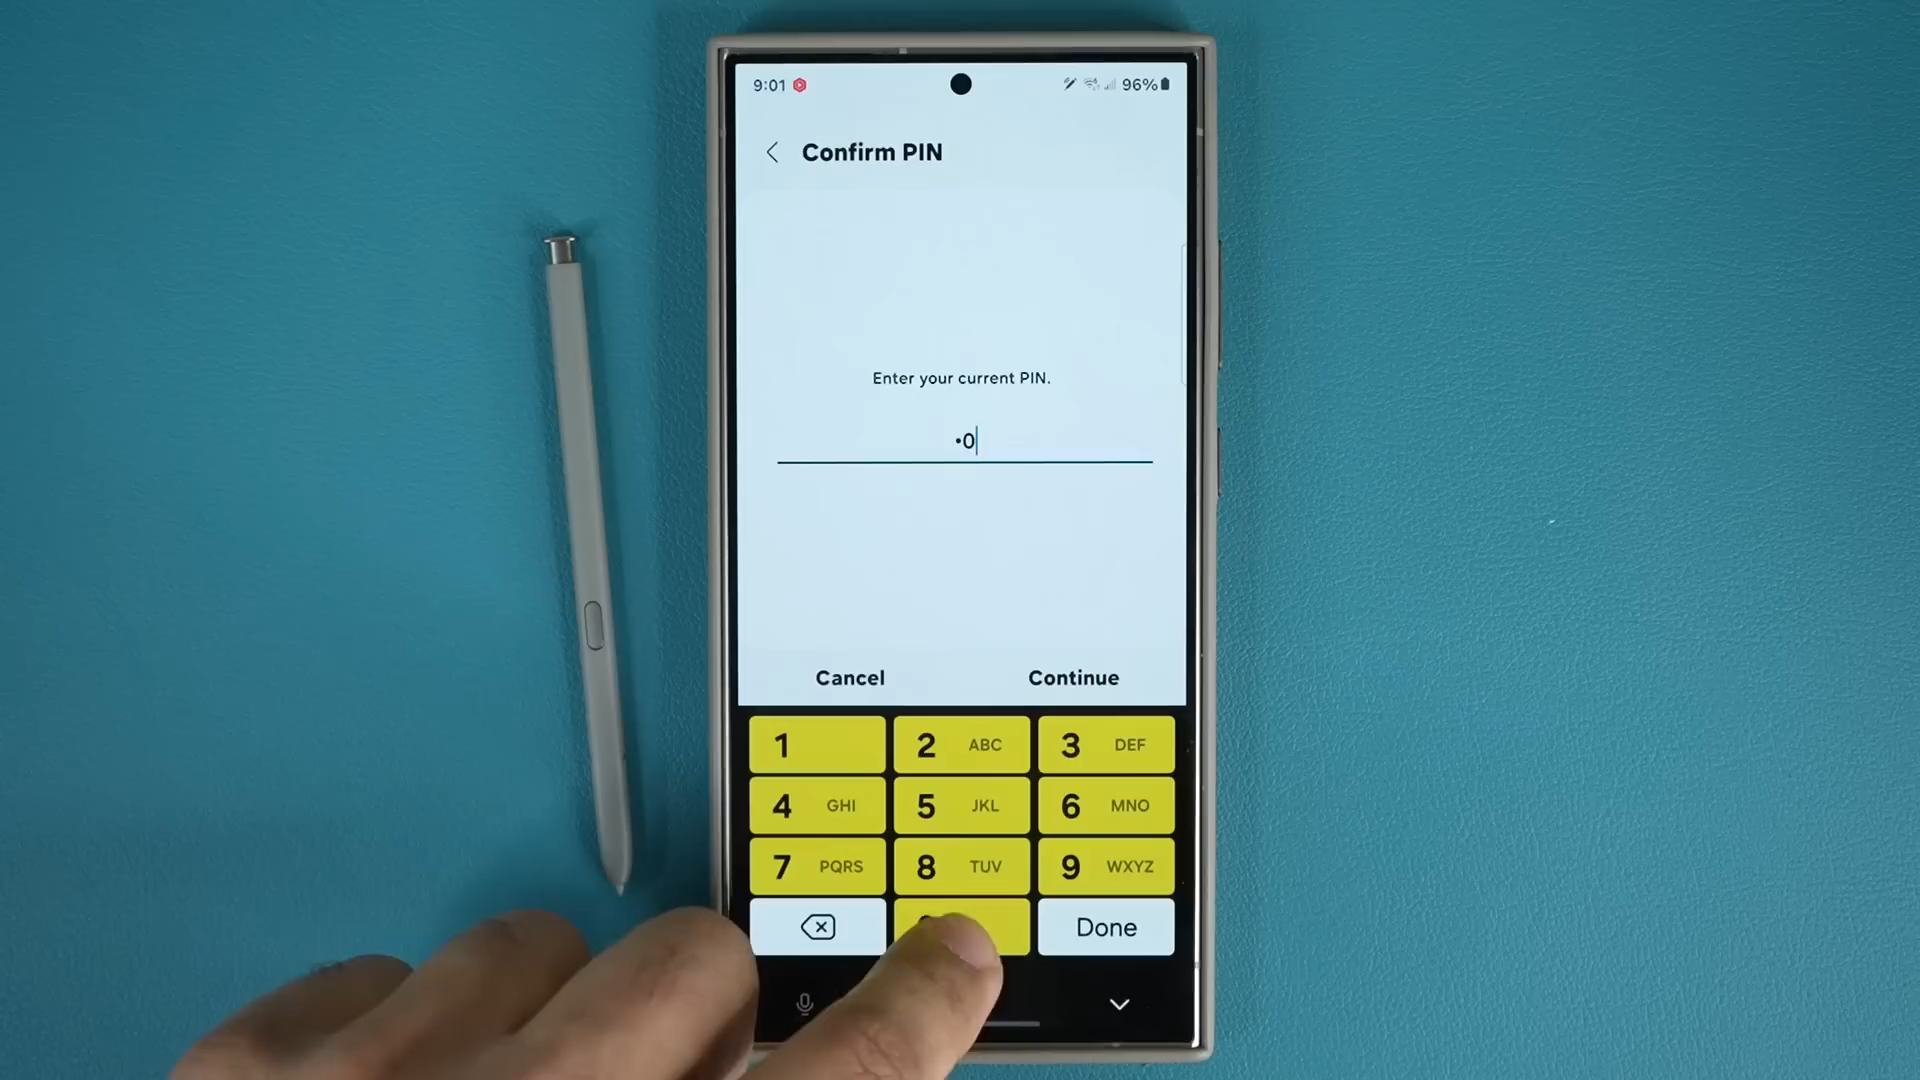 9:01 96%
Confirm PIN
Enter your current PIN.
•0
Cancel Continue
1 2 ABC 3 DEF
4 GHI 5 JKL 6 MNO
7 PQRS 8 TUV 9 WXYZ
Done